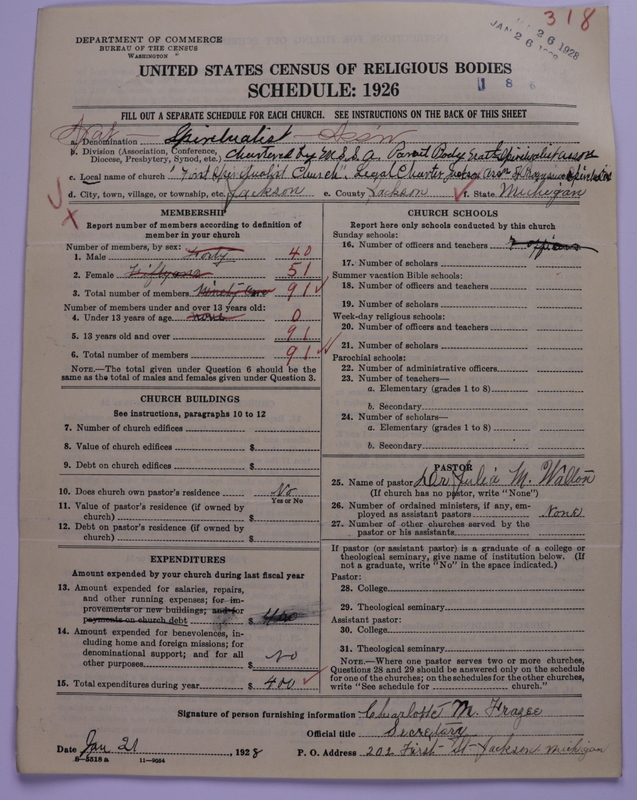 318
JAN 26 1928
DEPARTMENT OF COMMERCE
BUREAU OF THE CENSUS
WASHINGTON
UNITED STATES CENSUS OF RELIGIOUS BODIES
SCHEDULE: 1926
FILL OUT A SEPARATE SCHEDULE FOR EACH CHURCH. SEE INSTRUCTIONS ON THE BACK OF THIS SHEET
a. Denomination Spiritualist
b. Division (Association, Conference, Diocese, Presbytery, Synod, etc.) Chartered by M.S.S.A. Parent Body
c. Local name of church "First Spiritualist Church" Legal Charter
d. City, town, village, or township, etc. Jackson e. County Jackson f. State Michigan
MEMBERSHIP
Report number of members according to definition of member in your church
Number of members, by sex:
1. Male Forty 40
2. Female Fiftyone 51
3. Total number of members Ninety one 91
Number of members under and over 13 years old:
4. Under 13 years of age none 0
5. 13 years old and over 91
6. Total number of members 91
NOTE.—The total given under Question 6 should be the same as the total of males and females given under Question 3.
CHURCH BUILDINGS
See instructions, paragraphs 10 to 12
7. Number of church edifices
8. Value of church edifices $
9. Debt on church edifices $
10. Does church own pastor's residence No
Yes or No
11. Value of pastor's residence (if owned by church) $
12. Debt on pastor's residence (if owned by church) $
EXPENDITURES
Amount expended by your church during last fiscal year
13. Amount expended for salaries, repairs, and other running expenses; for improvements or new buildings; and for payments on church debt $ 400
14. Amount expended for benevolences, including home and foreign missions; for denominational support; and for all other purposes $ No
15. Total expenditures during year $ 400
CHURCH SCHOOLS
Report here only schools conducted by this church
Sunday schools:
16. Number of officers and teachers
17. Number of scholars
Summer vacation Bible schools:
18. Number of officers and teachers
19. Number of scholars
Week-day religious schools:
20. Number of officers and teachers
21. Number of scholars
Parochial schools:
22. Number of administrative officers
23. Number of teachers—
a. Elementary (grades 1 to 8)
b. Secondary
24. Number of scholars—
a. Elementary (grades 1 to 8)
b. Secondary
PASTOR
25. Name of pastor Dr Julia M. Walton
(If church has no pastor, write "None")
26. Number of ordained ministers, if any, employed as assistant pastors None
27. Number of other churches served by the pastor or his assistants
If pastor (or assistant pastor) is a graduate of a college or theological seminary, give name of institution below. (If not a graduate, write "No" in the space indicated.)
Pastor:
28. College
29. Theological seminary
Assistant pastor:
30. College
31. Theological seminary
NOTE.—Where one pastor serves two or more churches, Questions 28 and 29 should be answered only on the schedule for one of the churches; on the schedules for the other churches, write "See schedule for church."
Signature of person furnishing information Charlotte M. Frazee
Official title Secretary
Date Jan 21, 1928 P. O. Address 202 First St Jackson Michigan
B-5518a 11-9054